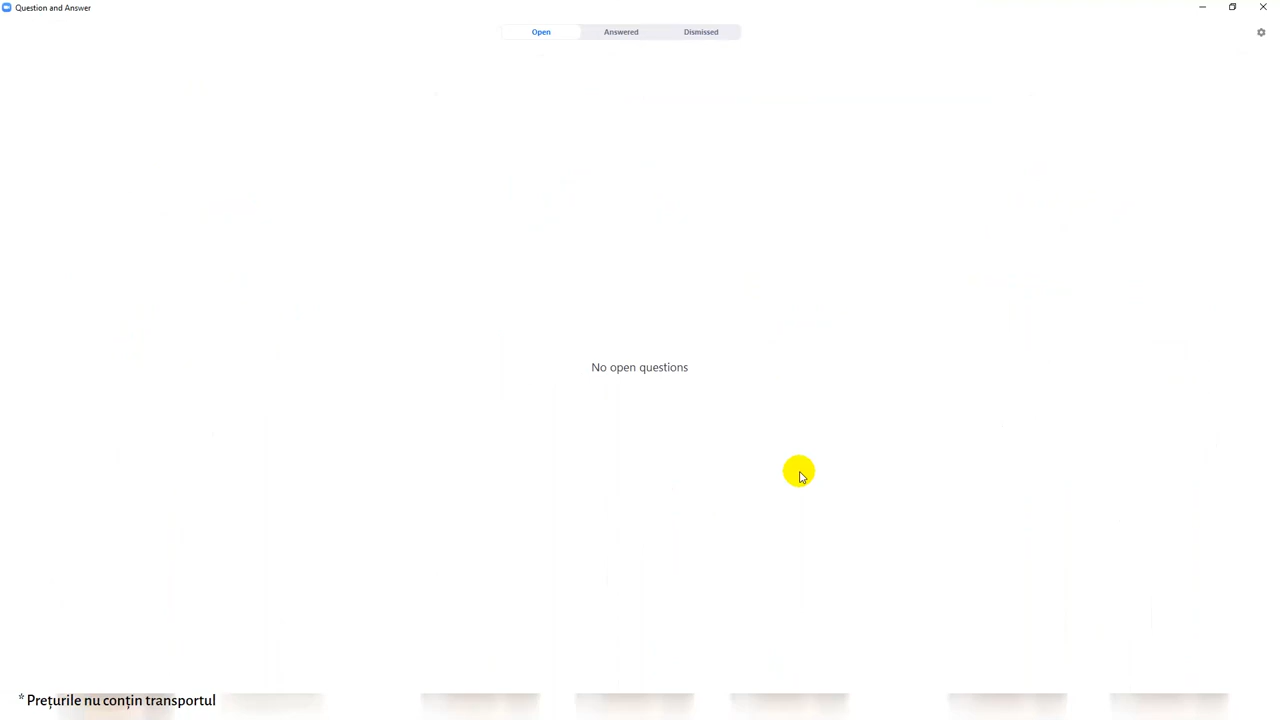 Question and Answer
Open
Answered
Dismissed
No open questions
* Prețurile nu conțin transportul